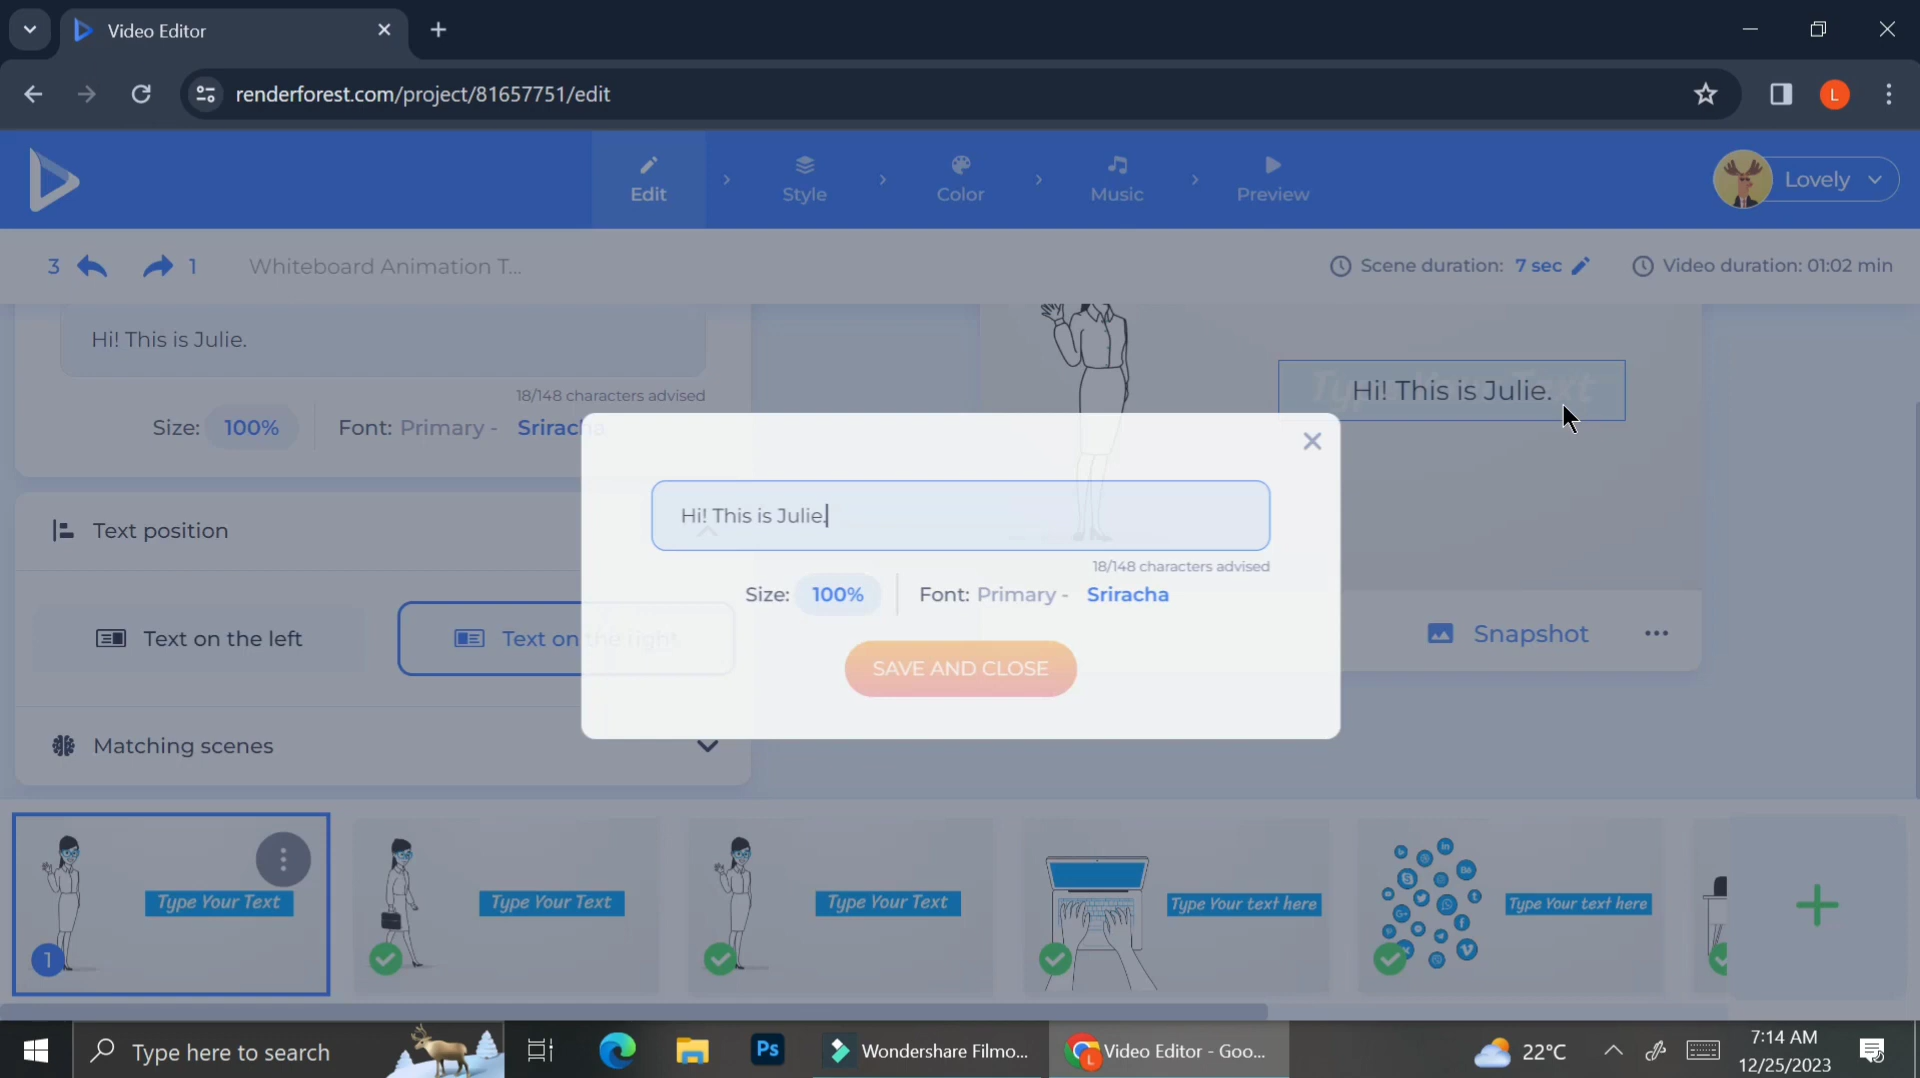 Video Editor
renderforest.com/project/81657751/edit
L
Edit
Style
Color
Music
Preview
Lovely
3
1
Whiteboard Animation T...
Scene duration: 7 sec
Video duration: 01:02 min
Hi! This is Julie.
18/148 characters advised
Size: 100%
Font: Primary - Sriracha
Type Your Text
Hi! This is Julie.
Hi! This is Julie.
18/148 characters advised
Size: 100%
Font: Primary - Sriracha
SAVE AND CLOSE
Text position
Text on the left
Text on the right
Snapshot
Matching scenes
Type Your Text
1
Type Your Text
Type Your Text
Type Your text here
Type Your text here
Type here to search
Ps
Wondershare Filmo...
L
Video Editor - Goo...
22°C
7:14 AM
12/25/2023